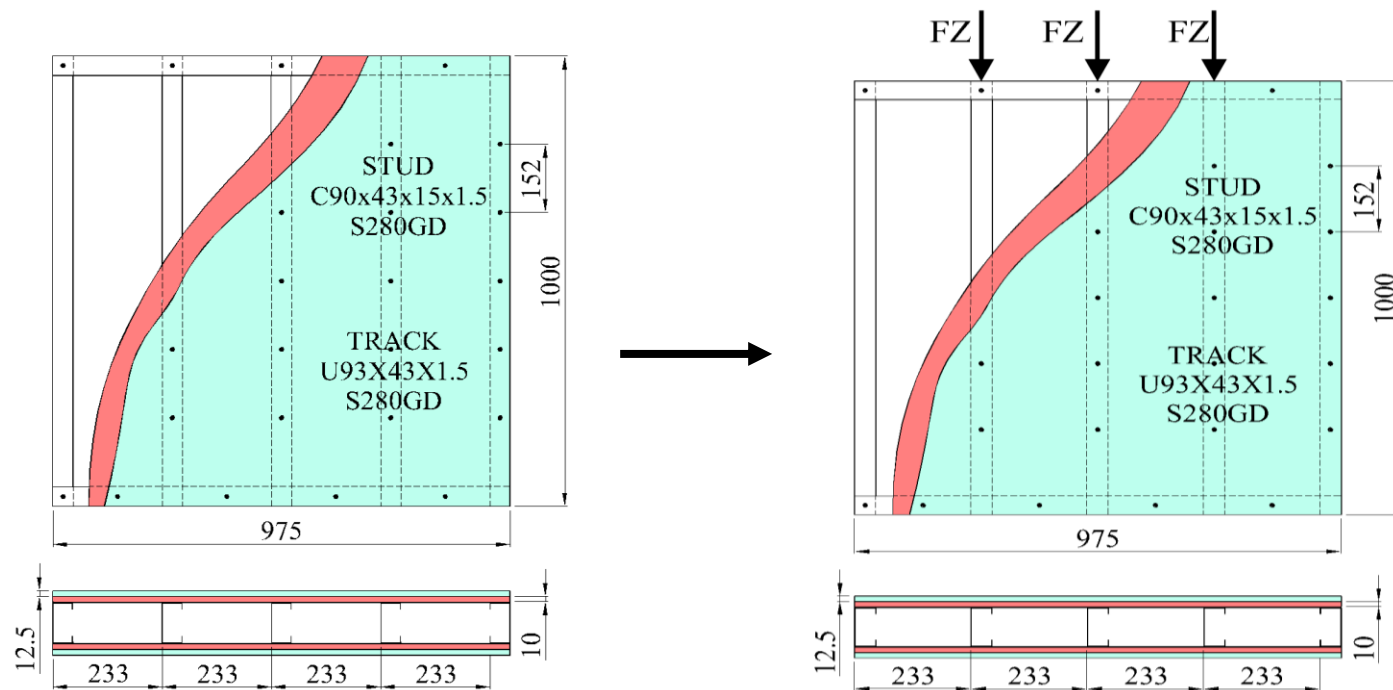 STUD
C90x43x15x1.5
S280GD
TRACK
U93X43X1.5
S280GD
152
1000
975
12.5
10
233
233
233
233
FZ
FZ
FZ
STUD
C90x43x15x1.5
S280GD
TRACK
U93X43X1.5
S280GD
152
1000
975
12.5
10
233
233
233
233